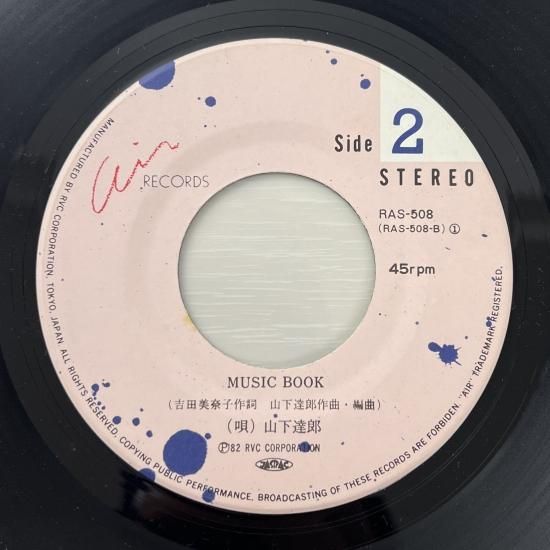 Air RECORDS
Side 2
STEREO
RAS-508
(RAS-508-B) ①
45rpm
MUSIC BOOK
(吉田美奈子作詞 山下達郎作曲・編曲)
(唄) 山下達郎
Ⓟ82 RVC CORPORATION
JASRAC
MANUFACTURED BY RVC CORPORATION, TOKYO, JAPAN. ALL RIGHTS RESERVED. COPYING PUBLIC PERFORMANCE, BROADCASTING OF THESE RECORDS ARE FORBIDDEN. "AIR" TRADEMARK REGISTERED.